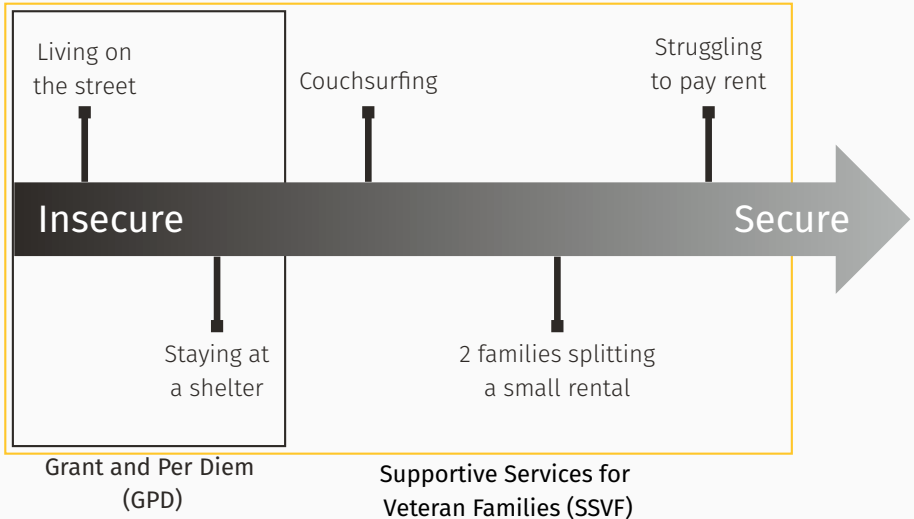 Living on
the street
Couchsurfing
Struggling
to pay rent
Insecure
Secure
Staying at
a shelter
2 families splitting
a small rental
Grant and Per Diem
(GPD)
Supportive Services for
Veteran Families (SSVF)